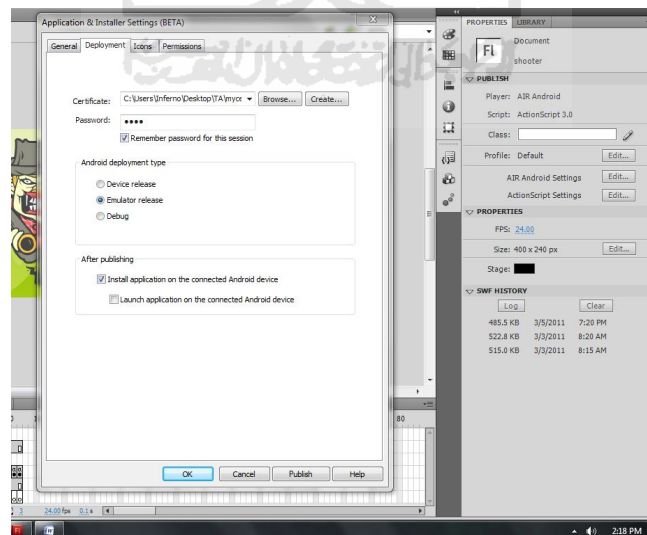 Application & Installer Settings (BETA)
General Deployment Icons Permissions
Certificate: C:\Users\Inferno\Desktop\TA\myce Browse... Create...
Password: ••••
Remember password for this session
Android deployment type
Device release
Emulator release
Debug
After publishing
Install application on the connected Android device
Launch application on the connected Android device
OK Cancel Publish Help
80
3 24.00 fps 0.1 s
PROPERTIES LIBRARY
Fl Document
shooter
PUBLISH
Player: AIR Android
Script: ActionScript 3.0
Class:
Profile: Default Edit...
AIR Android Settings Edit...
ActionScript Settings Edit...
PROPERTIES
FPS: 24.00
Size: 400 x 240 px Edit...
Stage:
SWF HISTORY
Log Clear
485.5 KB 3/5/2011 7:20 PM
522.8 KB 3/3/2011 8:20 AM
515.0 KB 3/3/2011 8:15 AM
2:18 PM